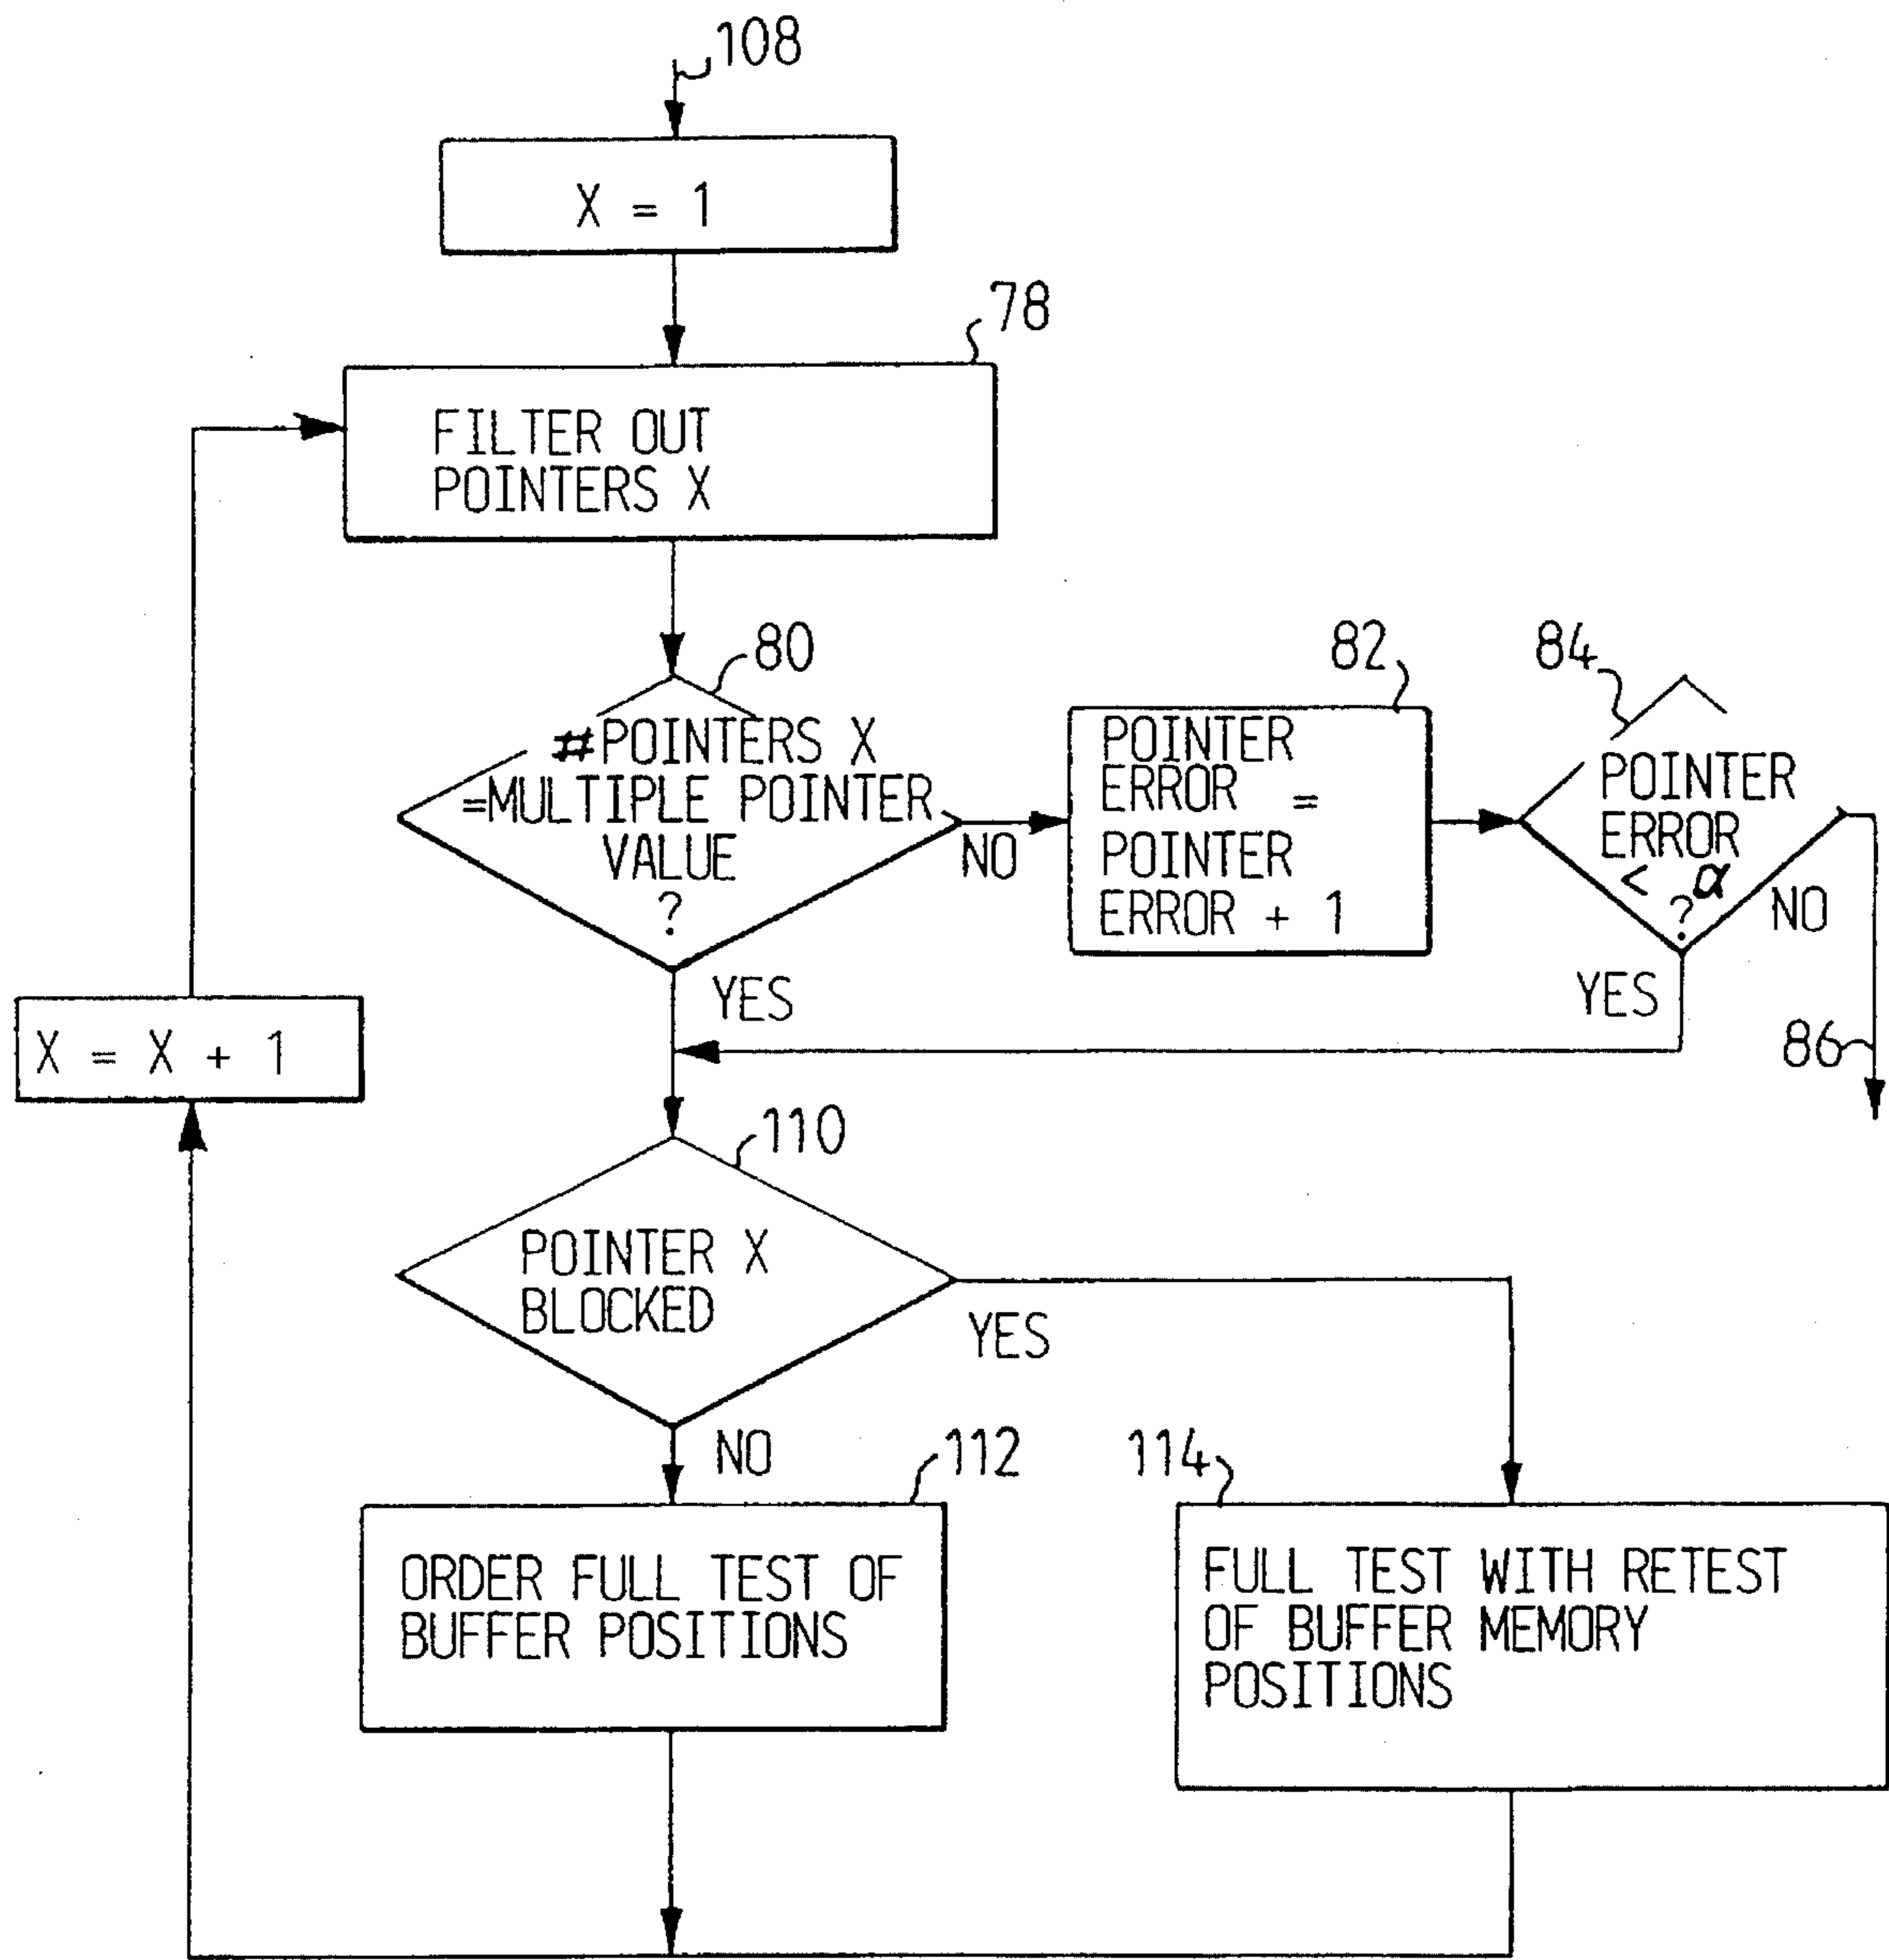 108
X = 1
78
FILTER OUT
POINTERS X
80
#POINTERS X
=MULTIPLE POINTER
VALUE
?
NO
YES
82
POINTER
ERROR =
POINTER
ERROR + 1
84
POINTER
ERROR
< α
?
NO
YES
86
X = X + 1
110
POINTER X
BLOCKED
YES
NO
112
ORDER FULL TEST OF
BUFFER POSITIONS
114
FULL TEST WITH RETEST
OF BUFFER MEMORY
POSITIONS